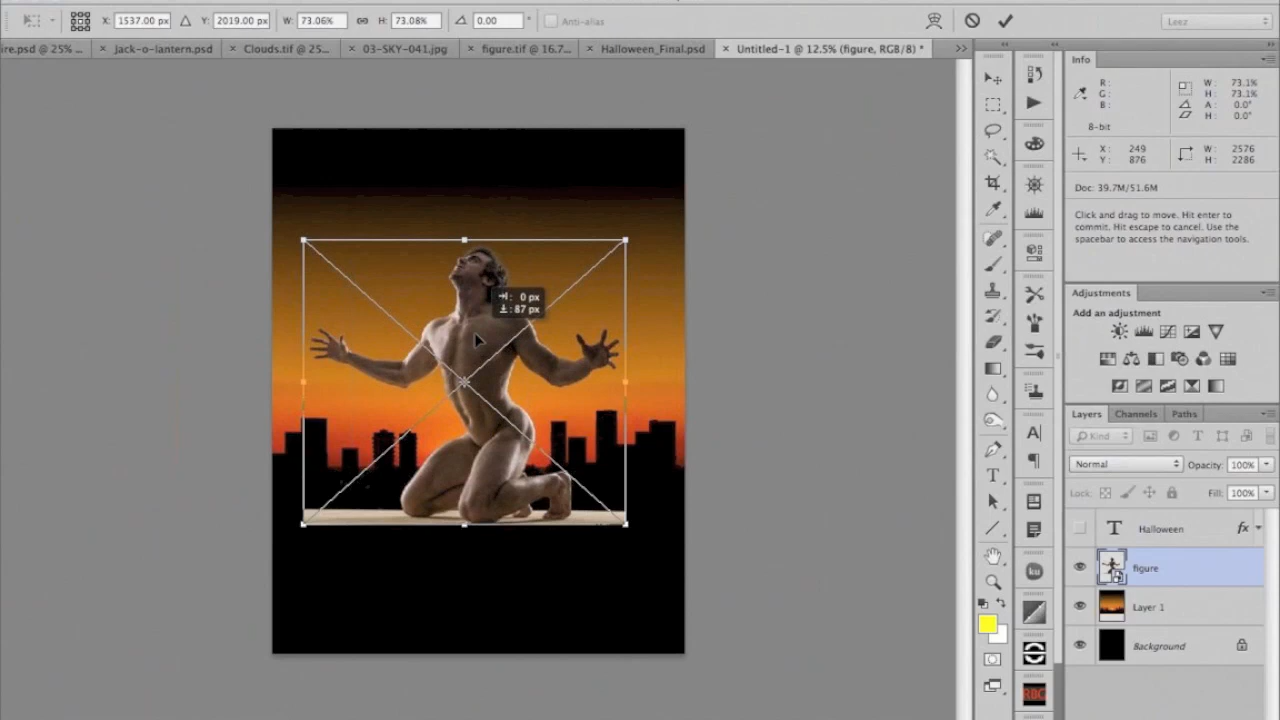 X: 1537.00 px Y: 2019.00 px W: 73.06% H: 73.08% 0.00 ° Anti-alias Leez
ire.psd @ 25% ... × Jack-o-lantern.psd × Clouds.tif @ 25... × 03-SKY-041.jpg × figure.tif @ 16.7... × Halloween_Final.psd × Untitled-1 @ 12.5% (figure, RGB/8) * >>
Info
R: W: 73.1%
G: H: 73.1%
B: A: 0.0°
H: 0.0°
8-bit
X: 249 W: 2576
Y: 876 H: 2286
Doc: 39.7M/51.6M
Click and drag to move. Hit enter to
commit. Hit escape to cancel. Use the
spacebar to access the navigation tools.
: 0 px
: 87 px
Adjustments
Add an adjustment
Layers Channels Paths
Kind T
Normal Opacity: 100%
Lock: Fill: 100%
T Halloween fx
figure
Layer 1
Background
A|
T
ku
RBG